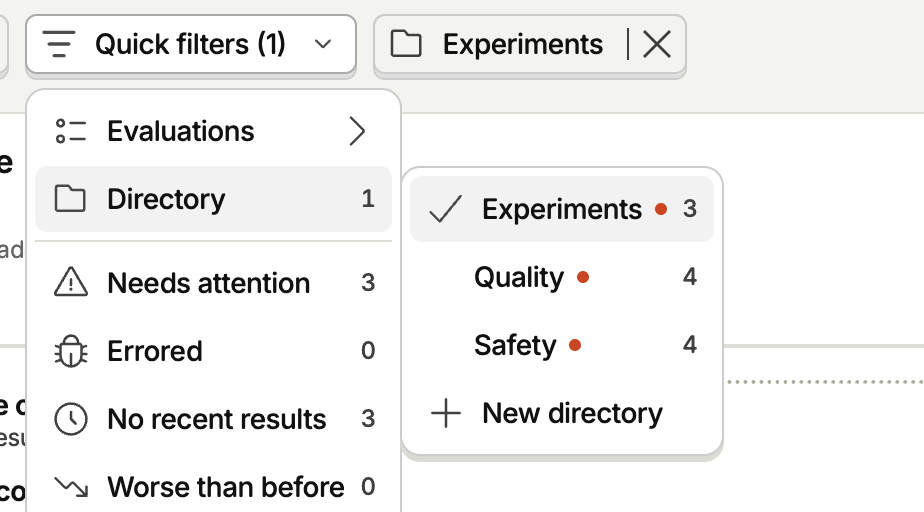 Quick filters (1)
Experiments
Evaluations
Directory 1
Experiments 3
Quality 4
Safety 4
New directory
Needs attention 3
Errored 0
No recent results 3
Worse than before 0